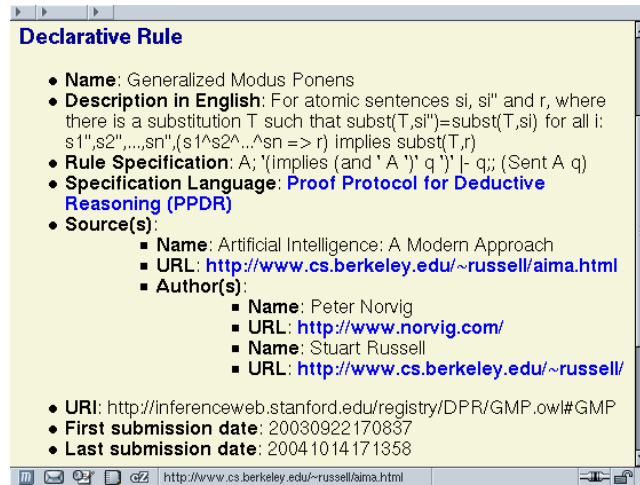 Declarative Rule
● Name: Generalized Modus Ponens
● Description in English: For atomic sentences si, si" and r, where
there is a substitution T such that subst(T,si")=subst(T,si) for all i:
s1",s2",...,sn",(s1^s2^...^sn => r) implies subst(T,r)
● Rule Specification: A; '(implies (and ' A ')' q ')' |- q;; (Sent A q)
● Specification Language: Proof Protocol for Deductive
Reasoning (PPDR)
● Source(s):
■ Name: Artificial Intelligence: A Modern Approach
■ URL: http://www.cs.berkeley.edu/~russell/aima.html
■ Author(s):
■ Name: Peter Norvig
■ URL: http://www.norvig.com/
■ Name: Stuart Russell
■ URL: http://www.cs.berkeley.edu/~russell/
● URI: http://inferenceweb.stanford.edu/registry/DPR/GMP.owl#GMP
● First submission date: 20030922170837
● Last submission date: 20041014171358
http://www.cs.berkeley.edu/~russell/aima.html